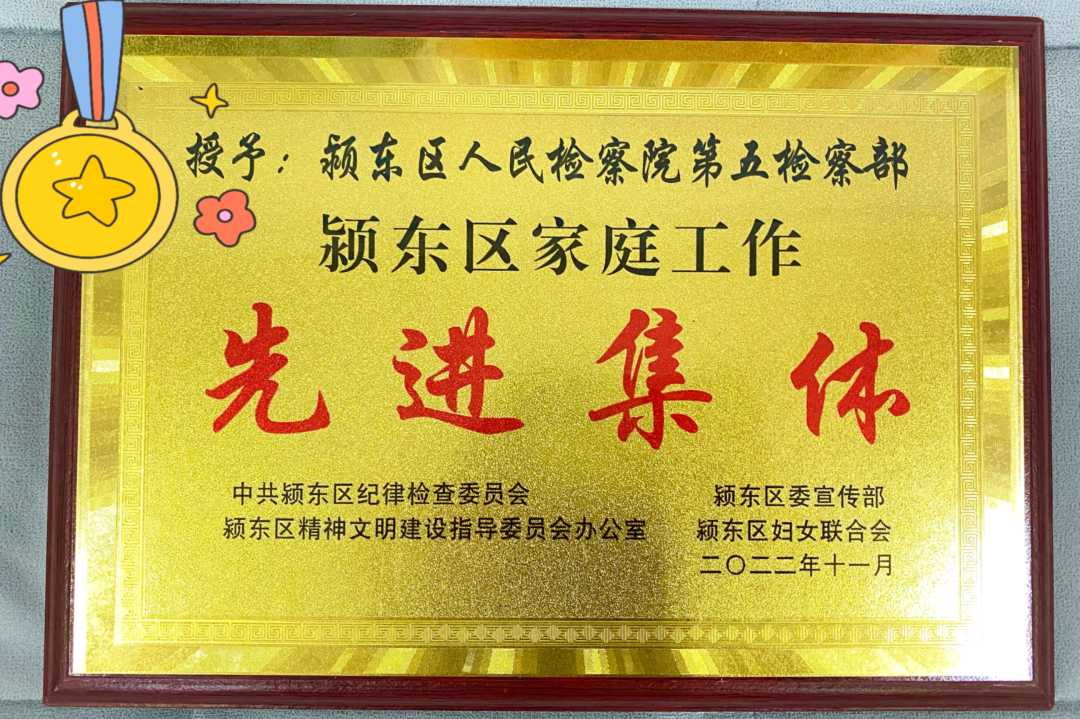 授予：颍东区人民检察院第五检察部
颍东区家庭工作
先进集体
中共颍东区纪律检查委员会 颍东区委宣传部
颍东区精神文明建设指导委员会办公室 颍东区妇女联合会
二〇二二年十一月